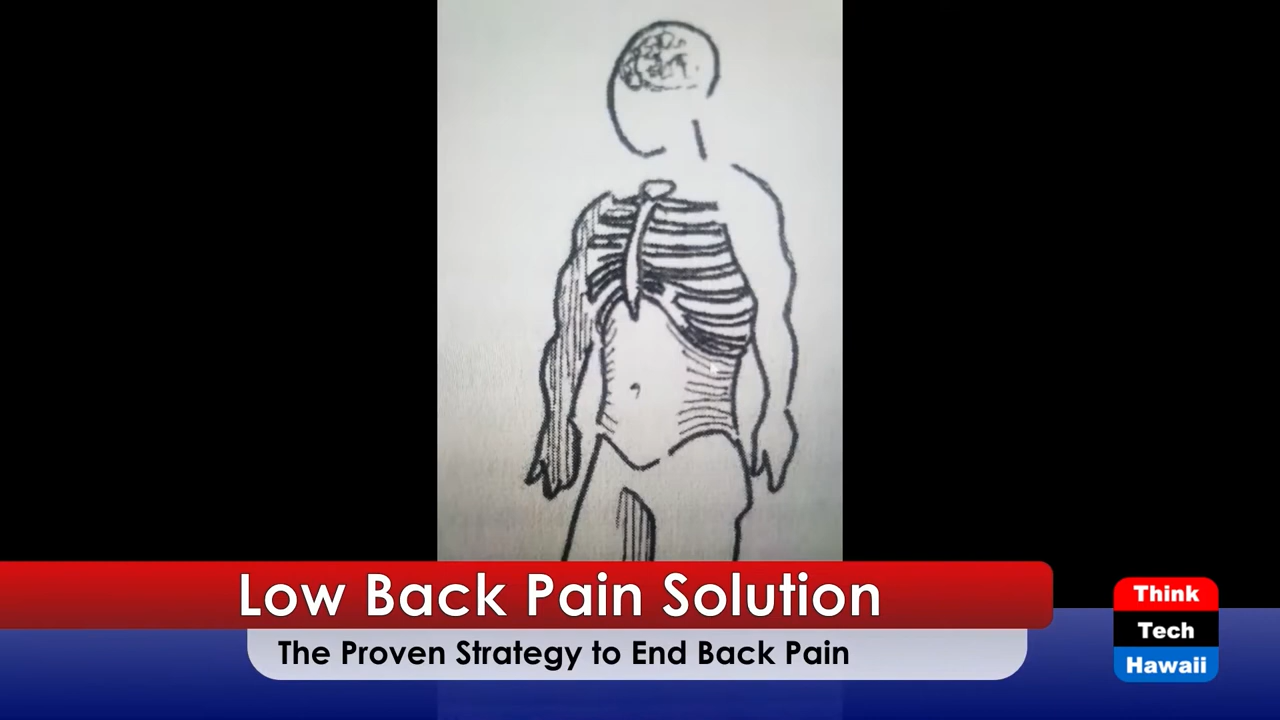 Low Back Pain Solution
The Proven Strategy to End Back Pain
Think
Tech
Hawaii